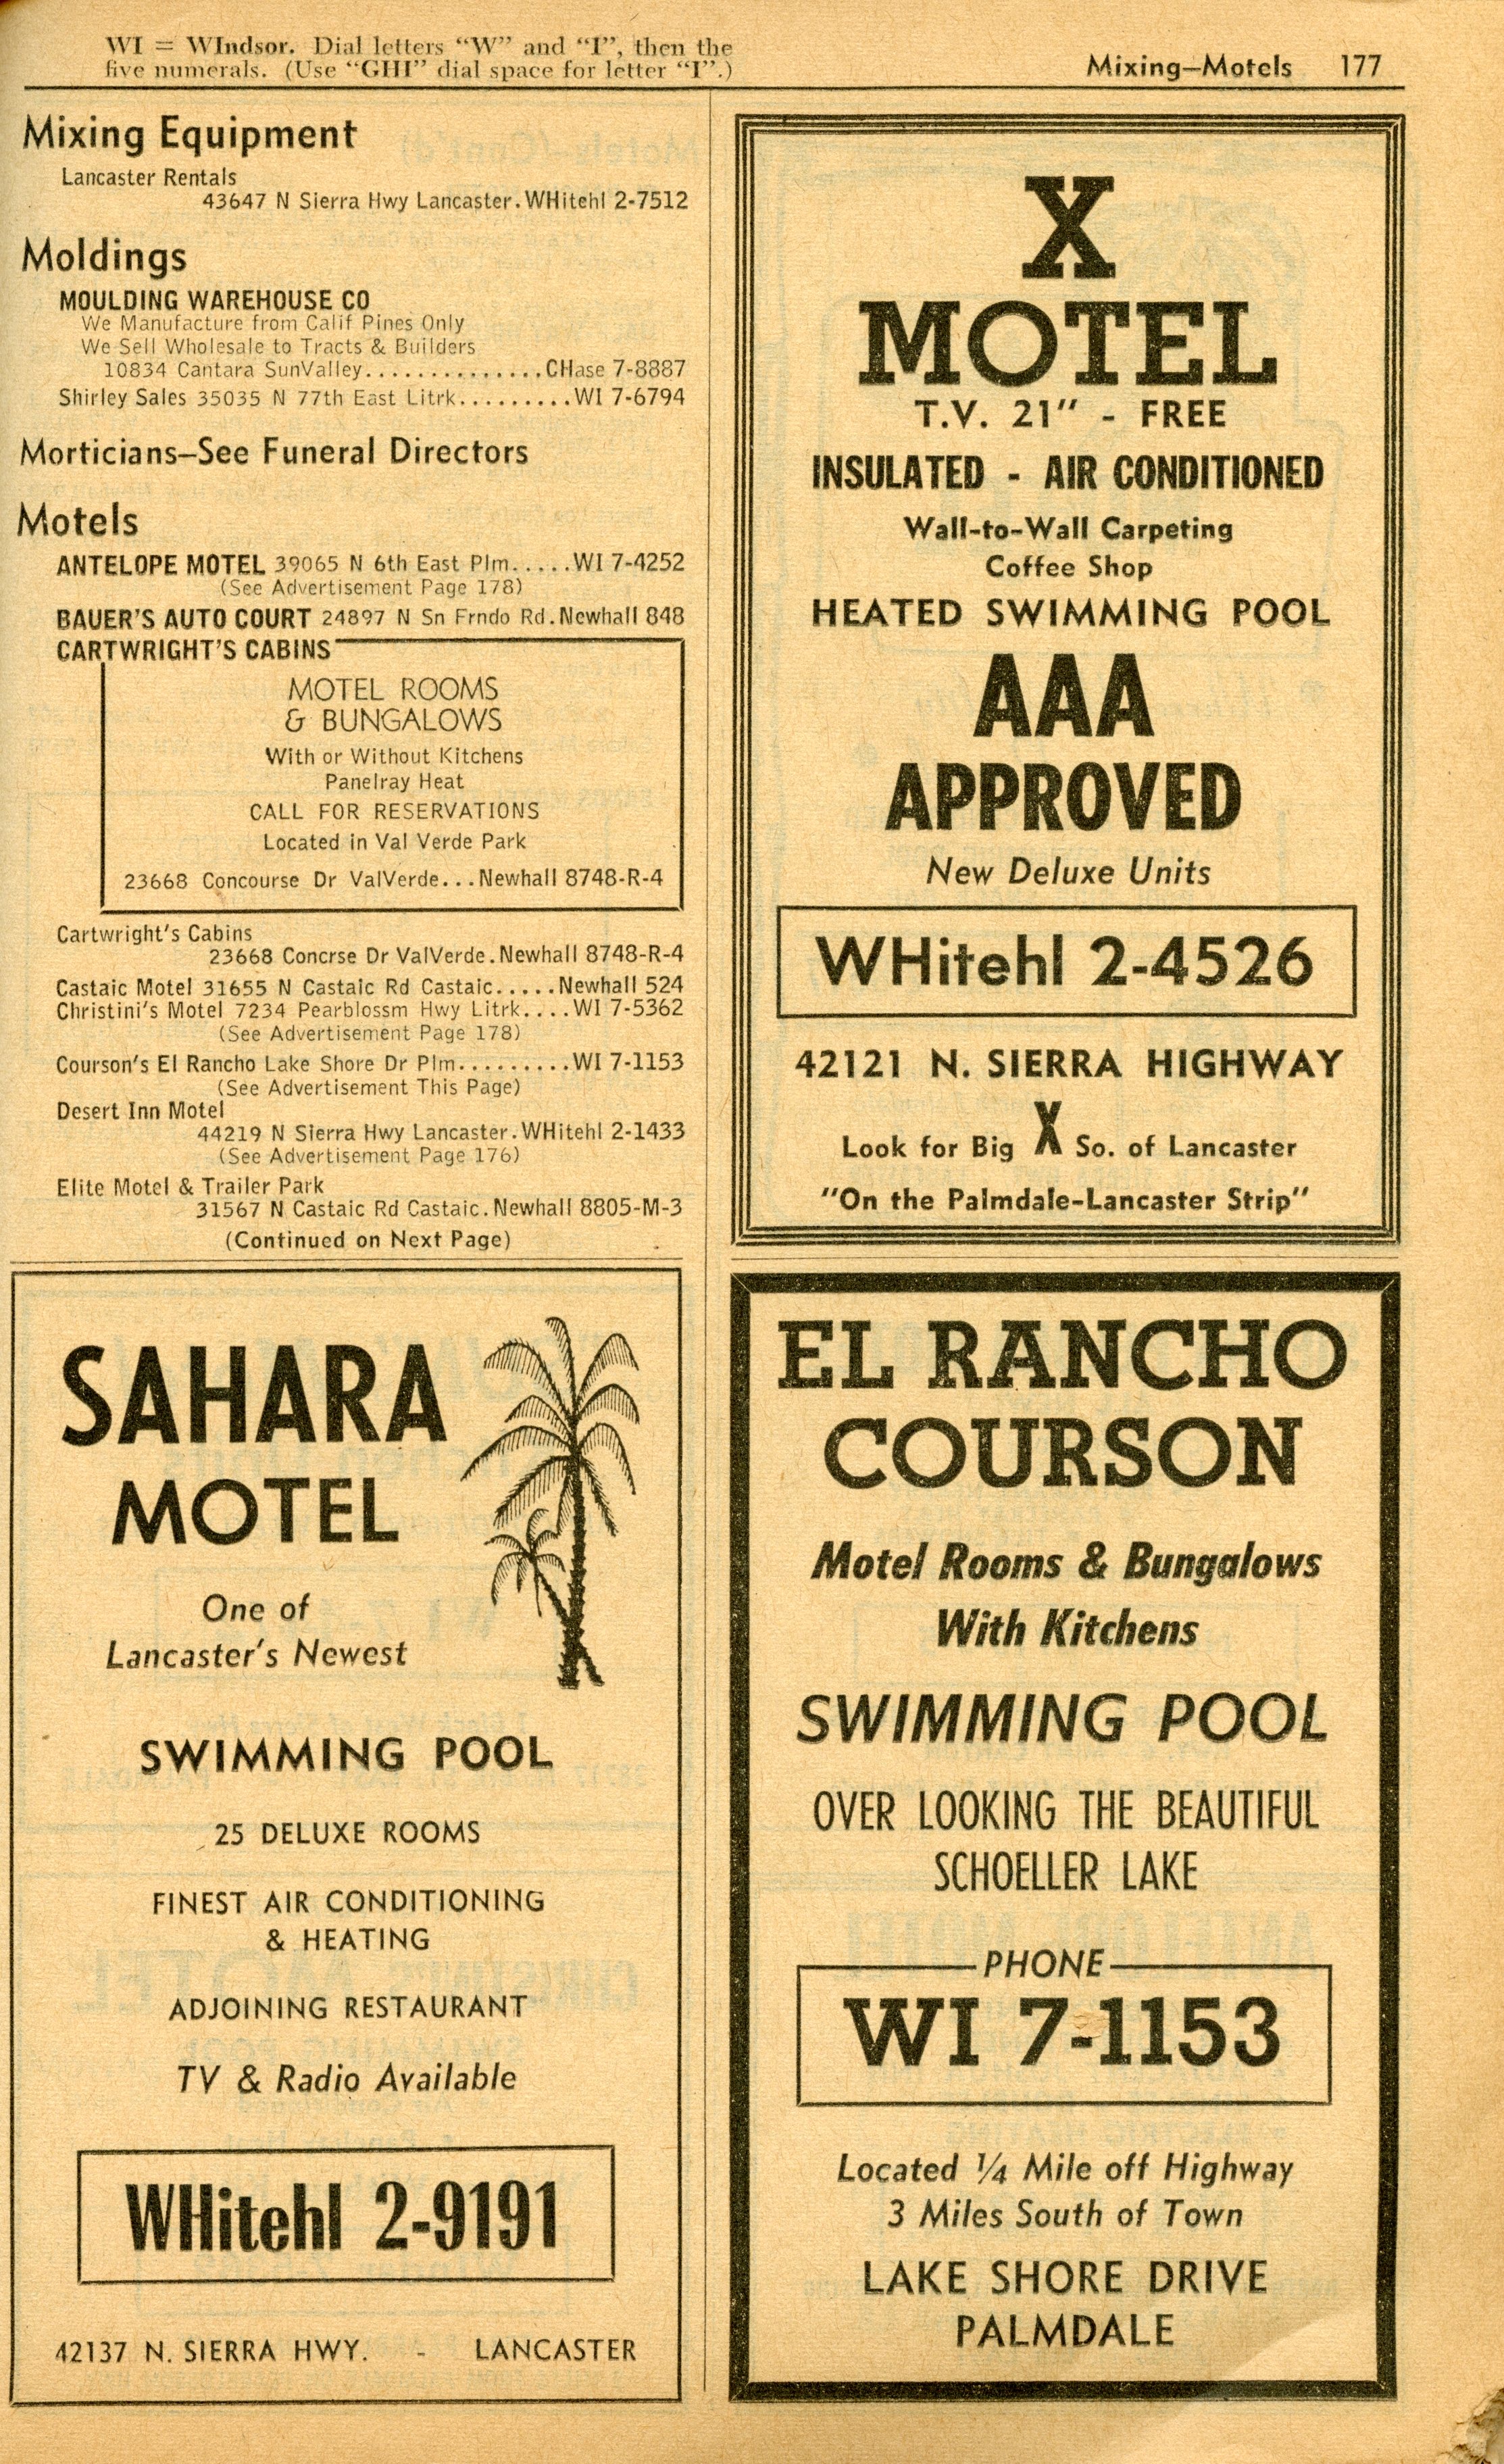 WI = WIndsor. Dial letters “W” and “I”, then the
five numerals. (Use “GHI” dial space for letter “I”.)
Mixing—Motels 177
Mixing Equipment
Lancaster Rentals
43647 N Sierra Hwy Lancaster.WHitehl 2-7512
Moldings
MOULDING WAREHOUSE CO
We Manufacture from Calif Pines Only
We Sell Wholesale to Tracts & Builders
10834 Cantara SunValley...............CHase 7-8887
Shirley Sales 35035 N 77th East Litrk.........WI 7-6794
Morticians—See Funeral Directors
Motels
ANTELOPE MOTEL 39065 N 6th East Plm.....WI 7-4252
(See Advertisement Page 178)
BAUER'S AUTO COURT 24897 N Sn Frndo Rd.Newhall 848
CARTWRIGHT'S CABINS
MOTEL ROOMS
& BUNGALOWS
With or Without Kitchens
Panelray Heat
CALL FOR RESERVATIONS
Located in Val Verde Park
23668 Concourse Dr ValVerde...Newhall 8748-R-4
Cartwright's Cabins
23668 Concrse Dr ValVerde.Newhall 8748-R-4
Castaic Motel 31655 N Castaic Rd Castaic.....Newhall 524
Christini's Motel 7234 Pearblossm Hwy Litrk....WI 7-5362
(See Advertisement Page 178)
Courson's El Rancho Lake Shore Dr Plm.........WI 7-1153
(See Advertisement This Page)
Desert Inn Motel
44219 N Sierra Hwy Lancaster.WHitehl 2-1433
(See Advertisement Page 176)
Elite Motel & Trailer Park
31567 N Castaic Rd Castaic.Newhall 8805-M-3
(Continued on Next Page)
SAHARA
MOTEL
One of
Lancaster's Newest
SWIMMING POOL
25 DELUXE ROOMS
FINEST AIR CONDITIONING
& HEATING
ADJOINING RESTAURANT
TV & Radio Available
WHitehl 2-9191
42137 N. SIERRA HWY. - LANCASTER
X
MOTEL
T.V. 21" - FREE
INSULATED - AIR CONDITIONED
Wall-to-Wall Carpeting
Coffee Shop
HEATED SWIMMING POOL
AAA
APPROVED
New Deluxe Units
WHitehl 2-4526
42121 N. SIERRA HIGHWAY
Look for Big X So. of Lancaster
"On the Palmdale-Lancaster Strip"
EL RANCHO
COURSON
Motel Rooms & Bungalows
With Kitchens
SWIMMING POOL
OVER LOOKING THE BEAUTIFUL
SCHOELLER LAKE
PHONE
WI 7-1153
Located ¼ Mile off Highway
3 Miles South of Town
LAKE SHORE DRIVE
PALMDALE